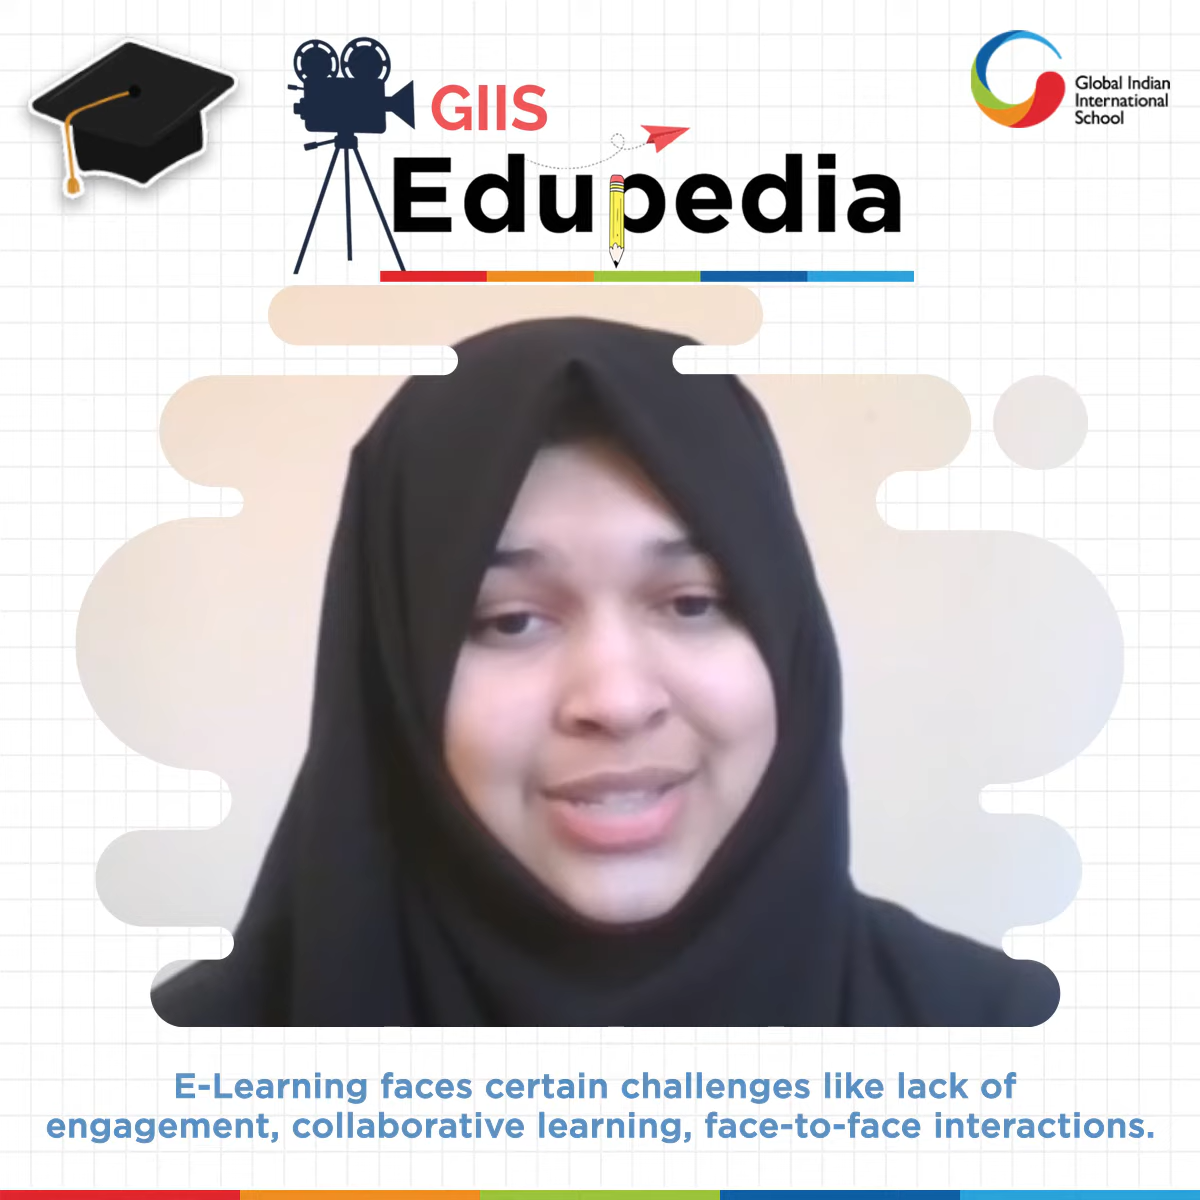 GIIS
Edupedia
Global Indian
International
School
E-Learning faces certain challenges like lack of
engagement, collaborative learning, face-to-face interactions.